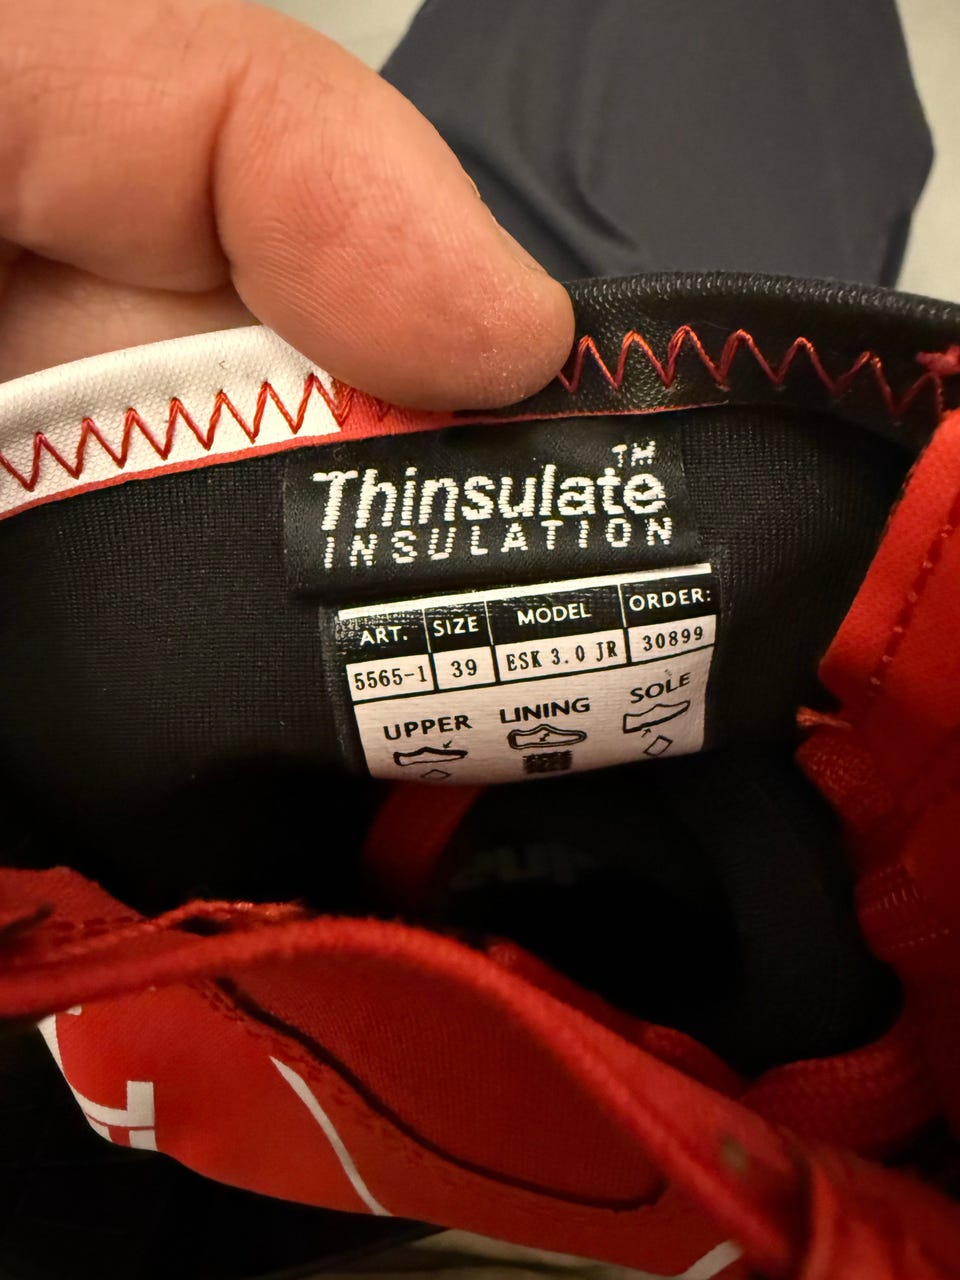 Thinsulate™
INSULATION
ART. SIZE MODEL ORDER:
5565-1 39 ESK 3.0 JR 30899
UPPER LINING SOLE